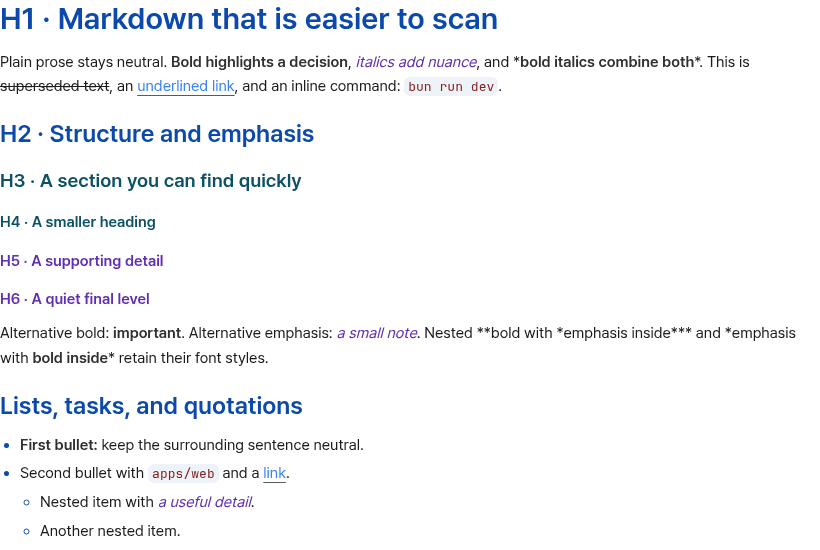 H1 · Markdown that is easier to scan
Plain prose stays neutral. Bold highlights a decision, italics add nuance, and *bold italics combine both*. This is
superseded text, an underlined link, and an inline command: bun run dev.
H2 · Structure and emphasis
H3 · A section you can find quickly
H4 · A smaller heading
H5 · A supporting detail
H6 · A quiet final level
Alternative bold: important. Alternative emphasis: a small note. Nested **bold with *emphasis inside*** and *emphasis
with bold inside* retain their font styles.
Lists, tasks, and quotations
First bullet: keep the surrounding sentence neutral.
Second bullet with apps/web and a link.
Nested item with a useful detail.
Another nested item.